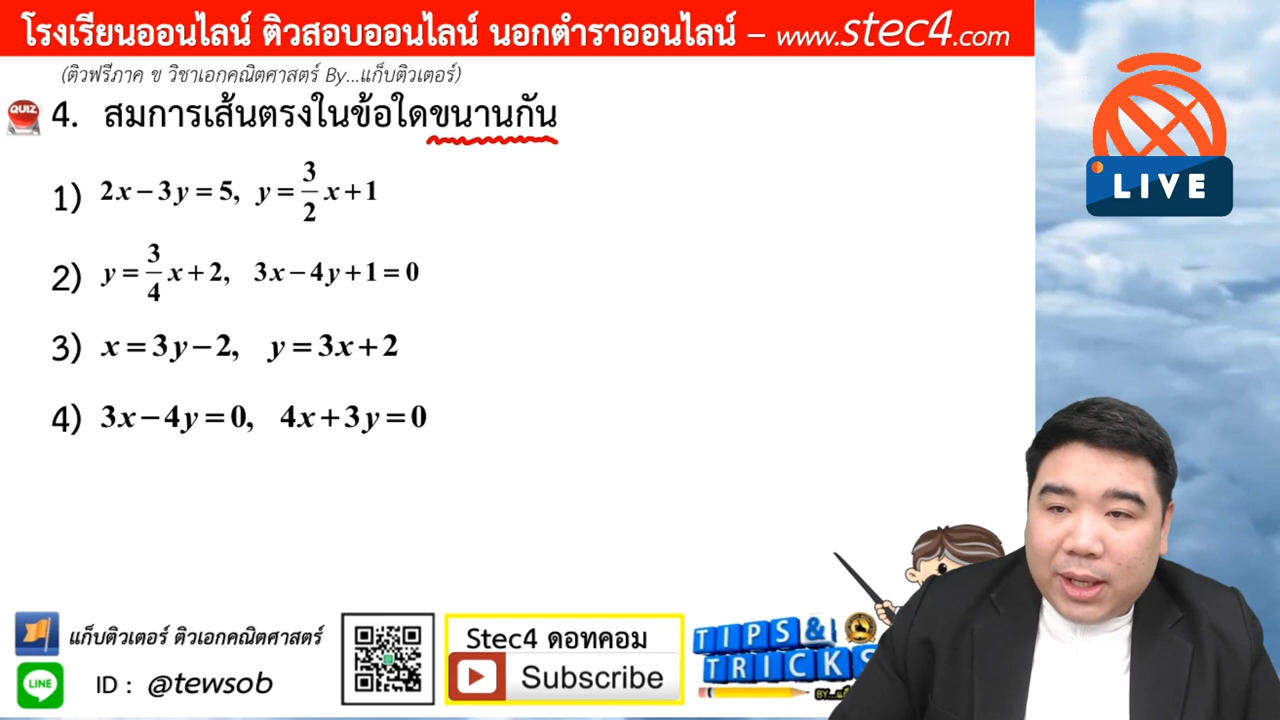 โรงเรียนออนไลน์ ติวสอบออนไลน์ นอกตำราออนไลน์ – www.stec4.com
(ติวฟรีภาค ข วิชาเอกคณิตศาสตร์ By...แก็บติวเตอร์)
QUIZ 4. สมการเส้นตรงในข้อใดขนานกัน
LIVE
1) 2x − 3y = 5, y = 3/2 x + 1
2) y = 3/4 x + 2, 3x − 4y + 1 = 0
3) x = 3y − 2, y = 3x + 2
4) 3x − 4y = 0, 4x + 3y = 0
แก็บติวเตอร์ ติวเอกคณิตศาสตร์
LINE ID : @tewsob
Stec4 ดอทคอม
Subscribe
TIPS &
TRICKS